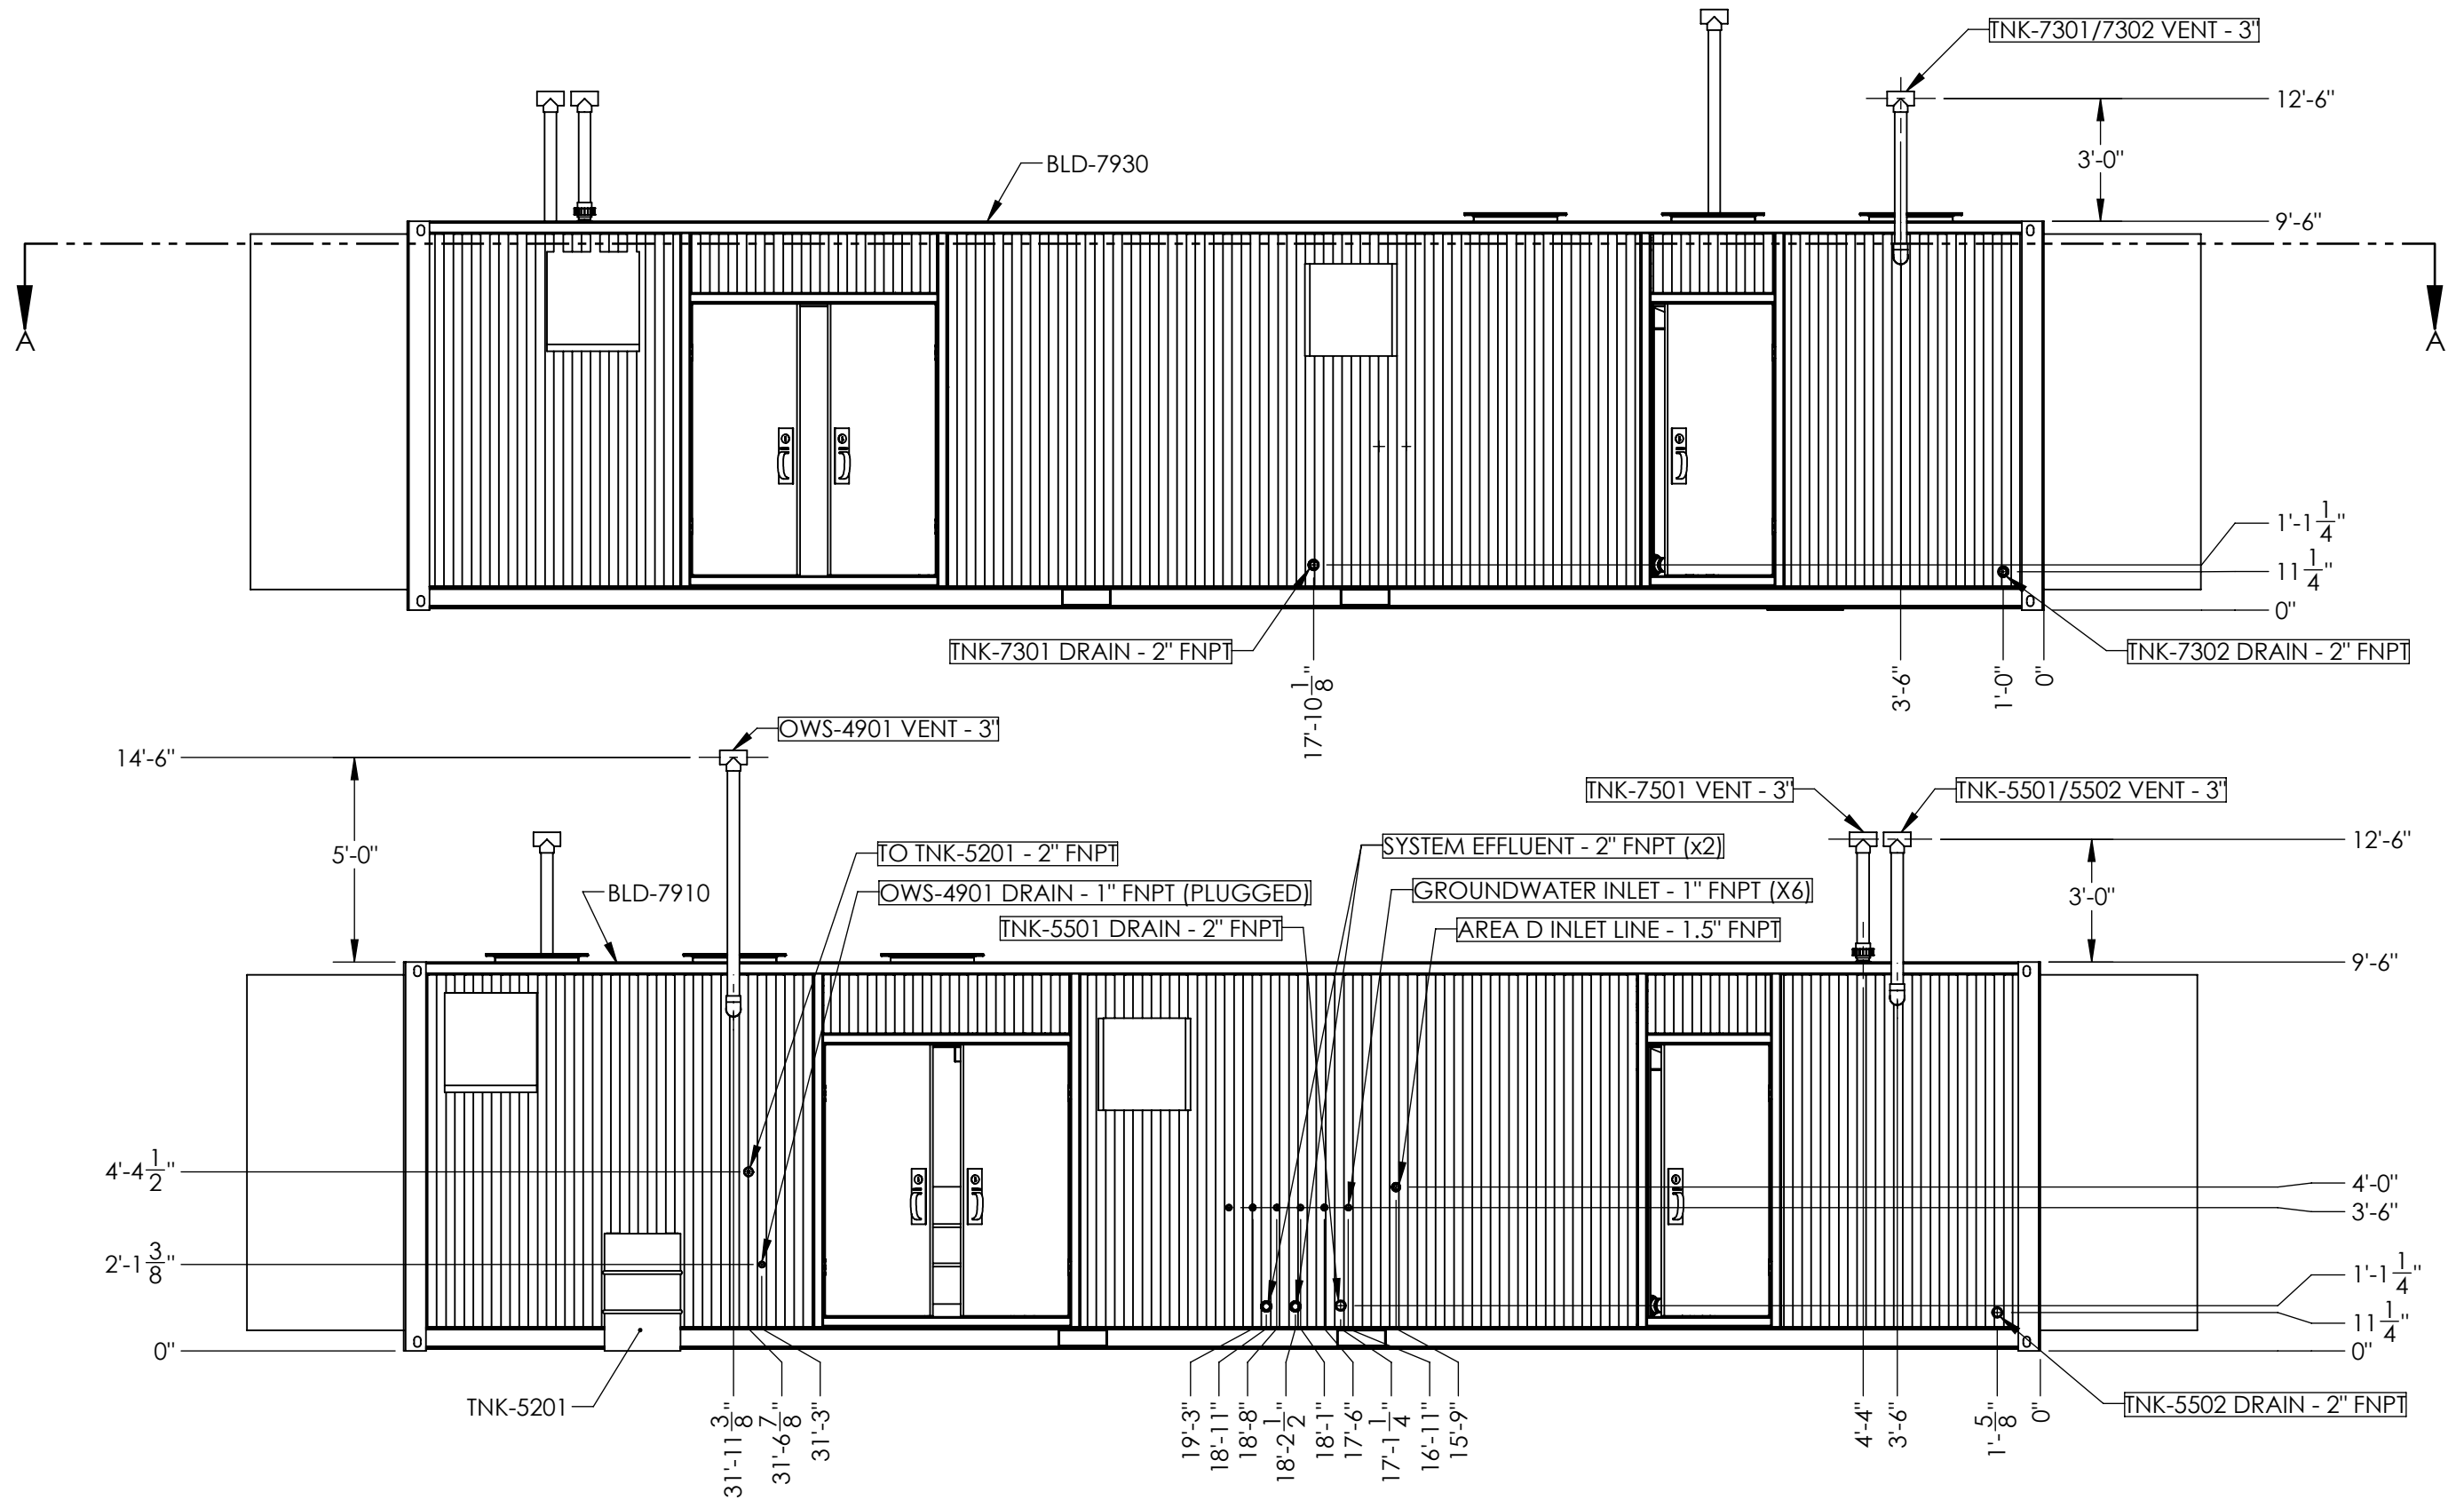 TNK-7301/7302 VENT - 3"
12'-6"
3'-0"
BLD-7930
9'-6"
A
A
1'-1 1/4"
11 1/4"
0"
TNK-7301 DRAIN - 2" FNPT
TNK-7302 DRAIN - 2" FNPT
17'-10 1/8"
3'-6"
1'-0"
0"
OWS-4901 VENT - 3"
14'-6"
TNK-7501 VENT - 3"
TNK-5501/5502 VENT - 3"
5'-0"
TO TNK-5201 - 2" FNPT
SYSTEM EFFLUENT - 2" FNPT (x2)
12'-6"
BLD-7910
OWS-4901 DRAIN - 1" FNPT (PLUGGED)
GROUNDWATER INLET - 1" FNPT (X6)
3'-0"
TNK-5501 DRAIN - 2" FNPT
AREA D INLET LINE - 1.5" FNPT
9'-6"
4'-4 1/2"
4'-0"
3'-6"
2'-1 3/8"
1'-1 1/4"
11 1/4"
0"
0"
TNK-5201
TNK-5502 DRAIN - 2" FNPT
31'-11 3/8"
31'-6 7/8"
31'-3"
19'-3"
18'-11"
18'-8"
18'-2 1/2"
18'-1"
17'-6"
17'-1 1/4"
16'-11"
15'-9"
4'-4"
3'-6"
1'-5/8"
0"